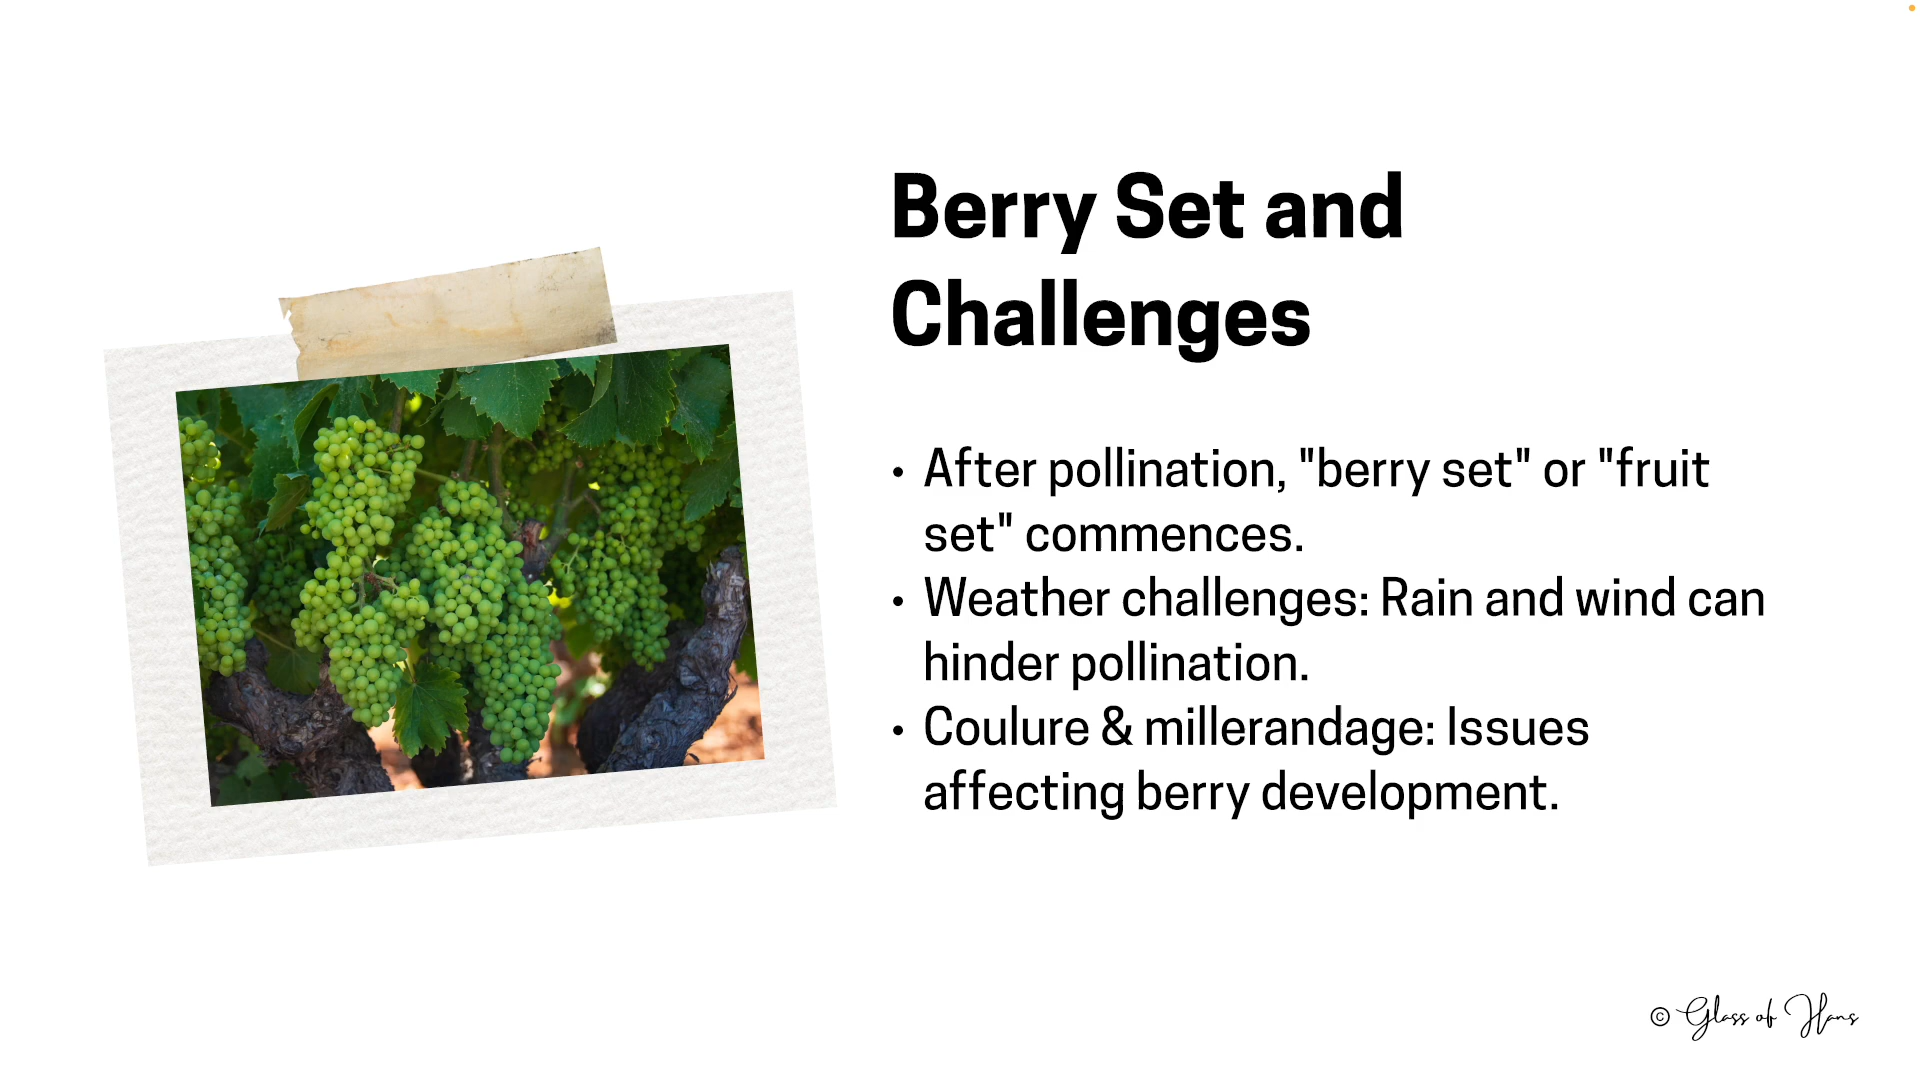 Berry Set and
Challenges
• After pollination, "berry set" or "fruit
set" commences.
• Weather challenges: Rain and wind can
hinder pollination.
• Coulure & millerandage: Issues
affecting berry development.
© Glass of Hans